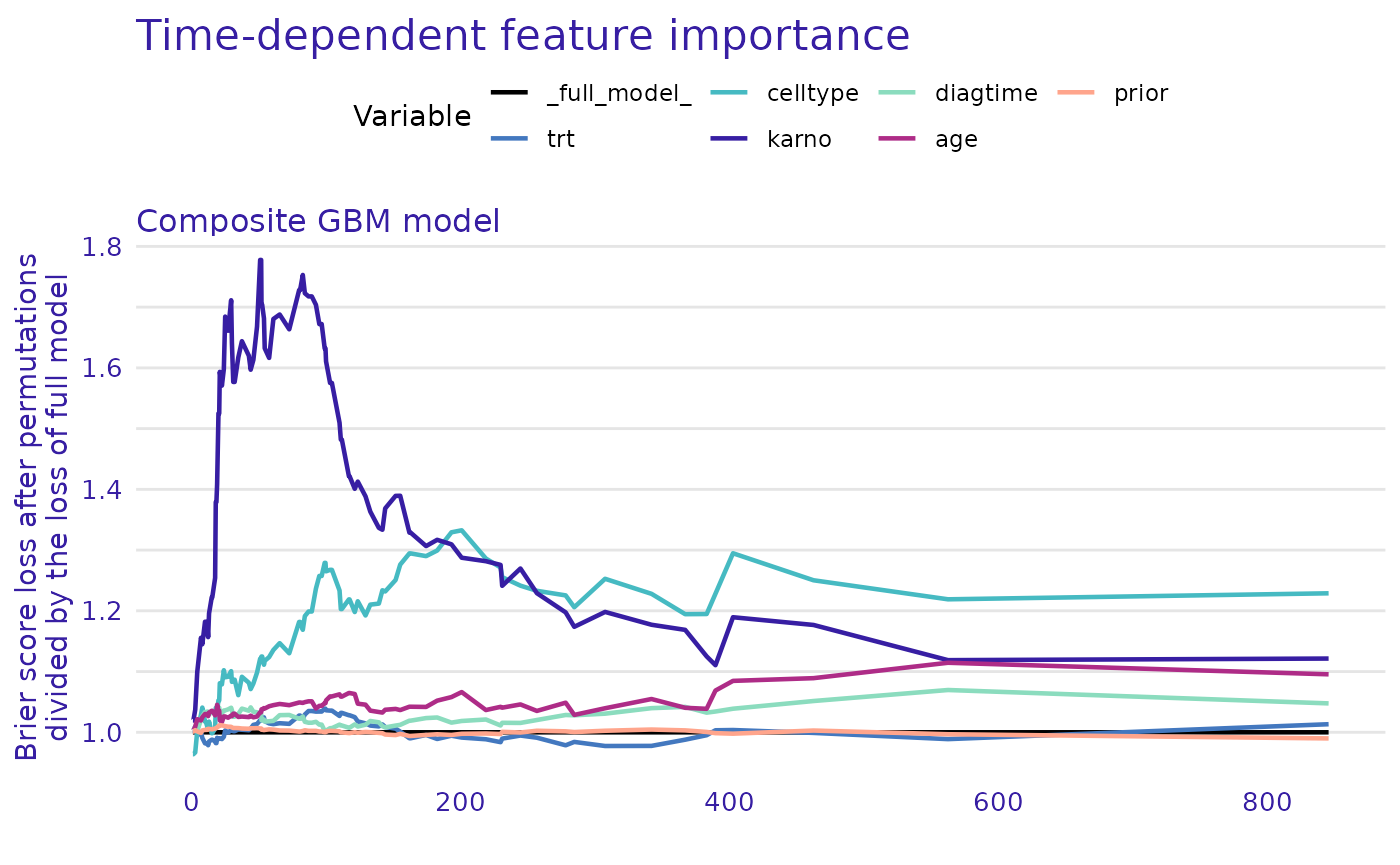 Time-dependent feature importance
Variable
_full_model_ celltype diagtime prior
trt karno age
Composite GBM model
Brier score loss after permutations
divided by the loss of full model
1.8
1.6
1.4
1.2
1.0
0 200 400 600 800